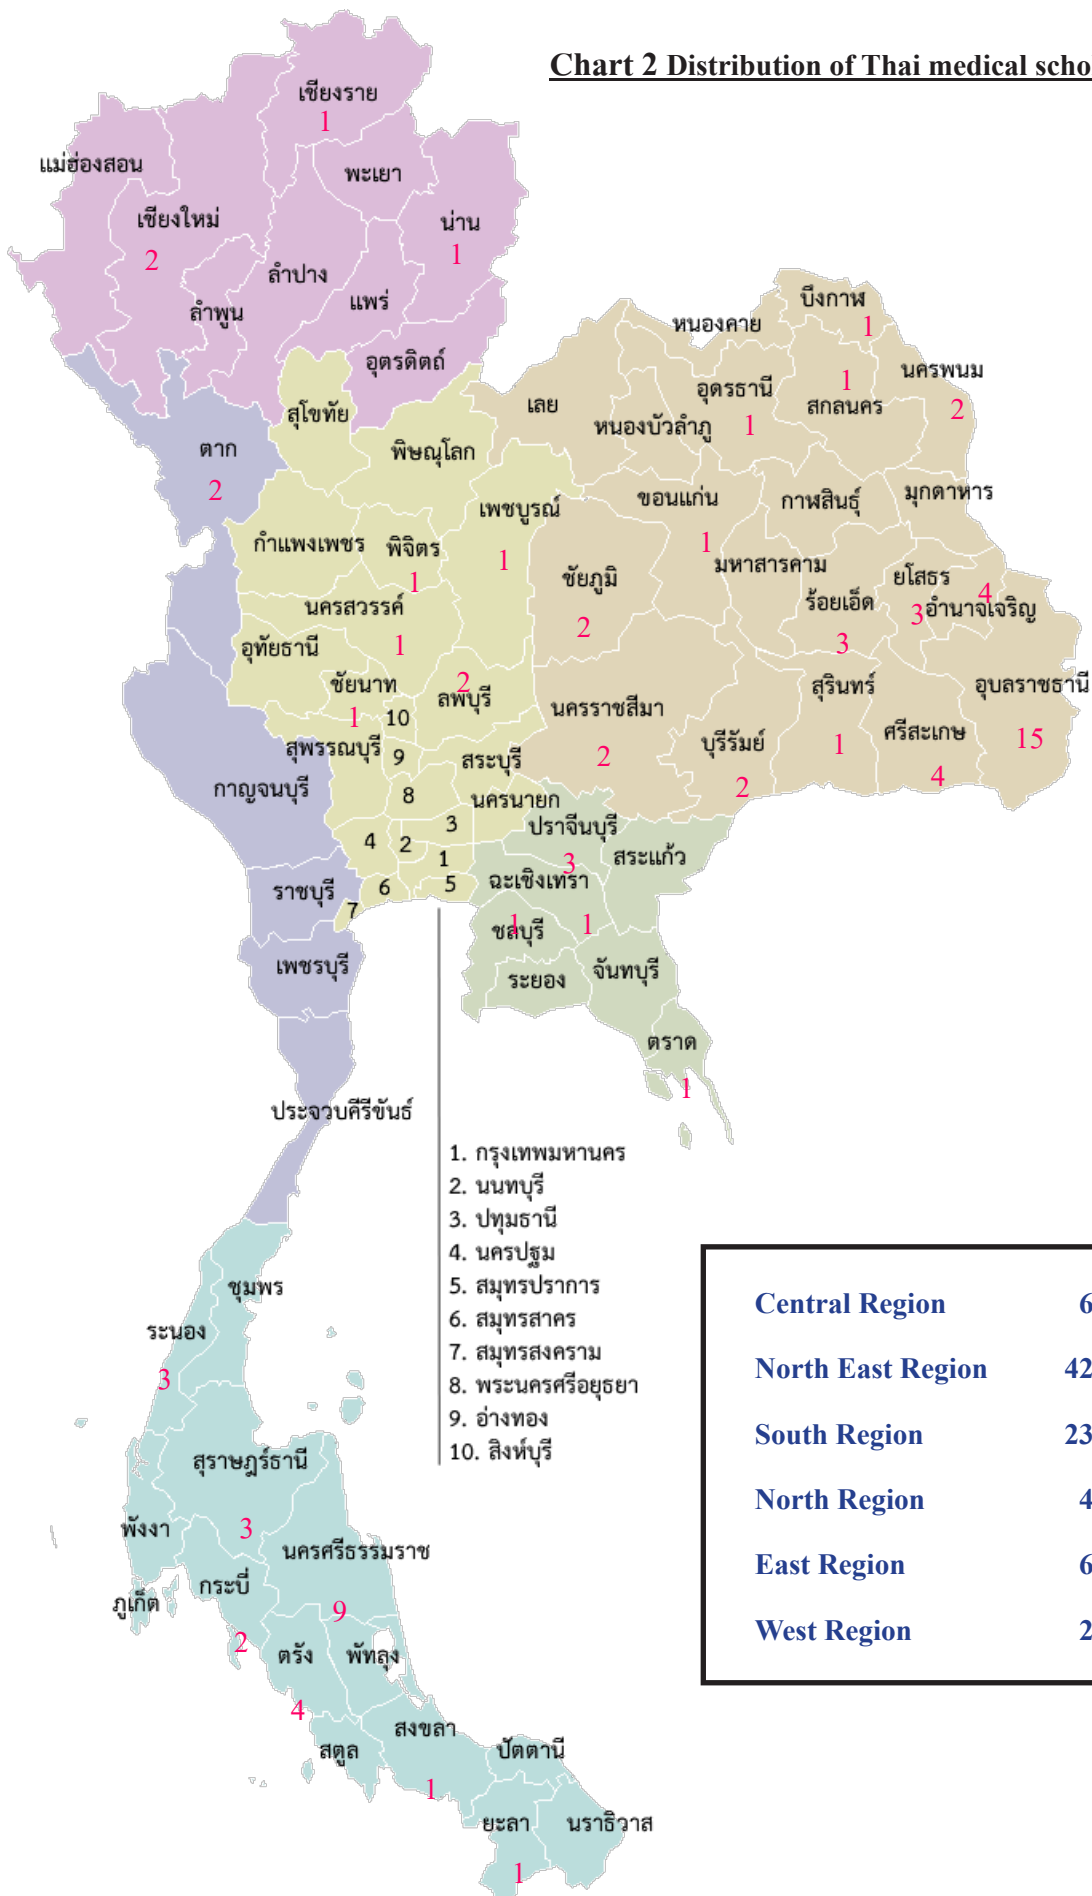 Chart 2 Distribution of Thai medical scho
เชียงราย
1
แม่ฮ่องสอน
พะเยา
เชียงใหม่
2
น่าน
1
ลำปาง
ลำพูน
แพร่
อุตรดิตถ์
บึงกาฬ
1
หนองคาย
นครพนม
2
อุดรธานี
1
1
สกลนคร
เลย
หนองบัวลำภู
สุโขทัย
ตาก
2
พิษณุโลก
เพชบูรณ์
1
ขอนแก่น
1
กาฬสินธุ์
มุกดาหาร
กำแพงเพชร
พิจิตร
1
ชัยภูมิ
2
มหาสารคาม
ยโสธร
3
4
อำนาจเจริญ
ร้อยเอ็ด
3
นครสวรรค์
1
อุทัยธานี
ชัยนาท
1
2
ลพบุรี
นครราชสีมา
2
สุรินทร์
1
อุบลราชธานี
15
บุรีรัมย์
2
ศรีสะเกษ
4
10
สุพรรณบุรี
9
สระบุรี
กาญจนบุรี
8
นครนายก
3
ปราจีนบุรี
3
4
2
1
สระแก้ว
ฉะเชิงเทรา
1
ราชบุรี
6
5
7
ชลบุรี
1
เพชรบุรี
ระยอง
จันทบุรี
ตราด
1
ประจวบคีรีขันธ์
1. กรุงเทพมหานคร
2. นนทบุรี
3. ปทุมธานี
4. นครปฐม
5. สมุทรปราการ
6. สมุทรสาคร
7. สมุทรสงคราม
8. พระนครศรีอยุธยา
9. อ่างทอง
10. สิงห์บุรี
ชุมพร
ระนอง
3
สุราษฎร์ธานี
3
พังงา
นครศรีธรรมราช
9
กระบี่
2
ภูเก็ต
ตรัง
4
พัทลุง
สงขลา
1
สตูล
ปัตตานี
ยะลา
1
นราธิวาส
Central Region 6
North East Region 42
South Region 23
North Region 4
East Region 6
West Region 2